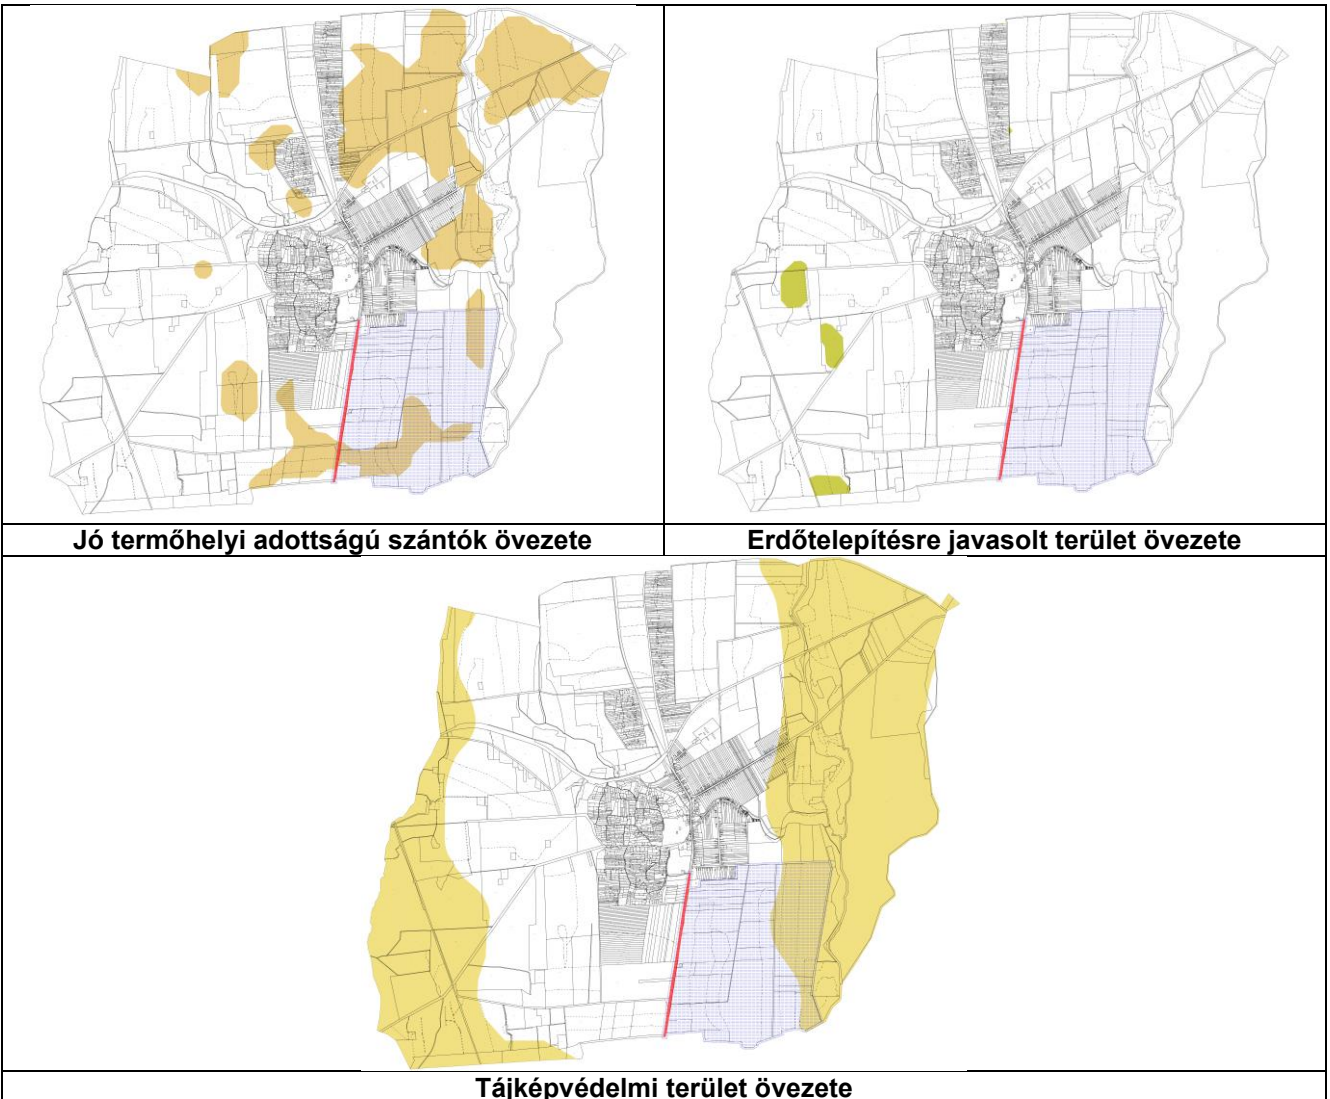 Jó termőhelyi adottságú szántók övezete
Erdőtelepítésre javasolt terület övezete
Tájképvédelmi terület övezete